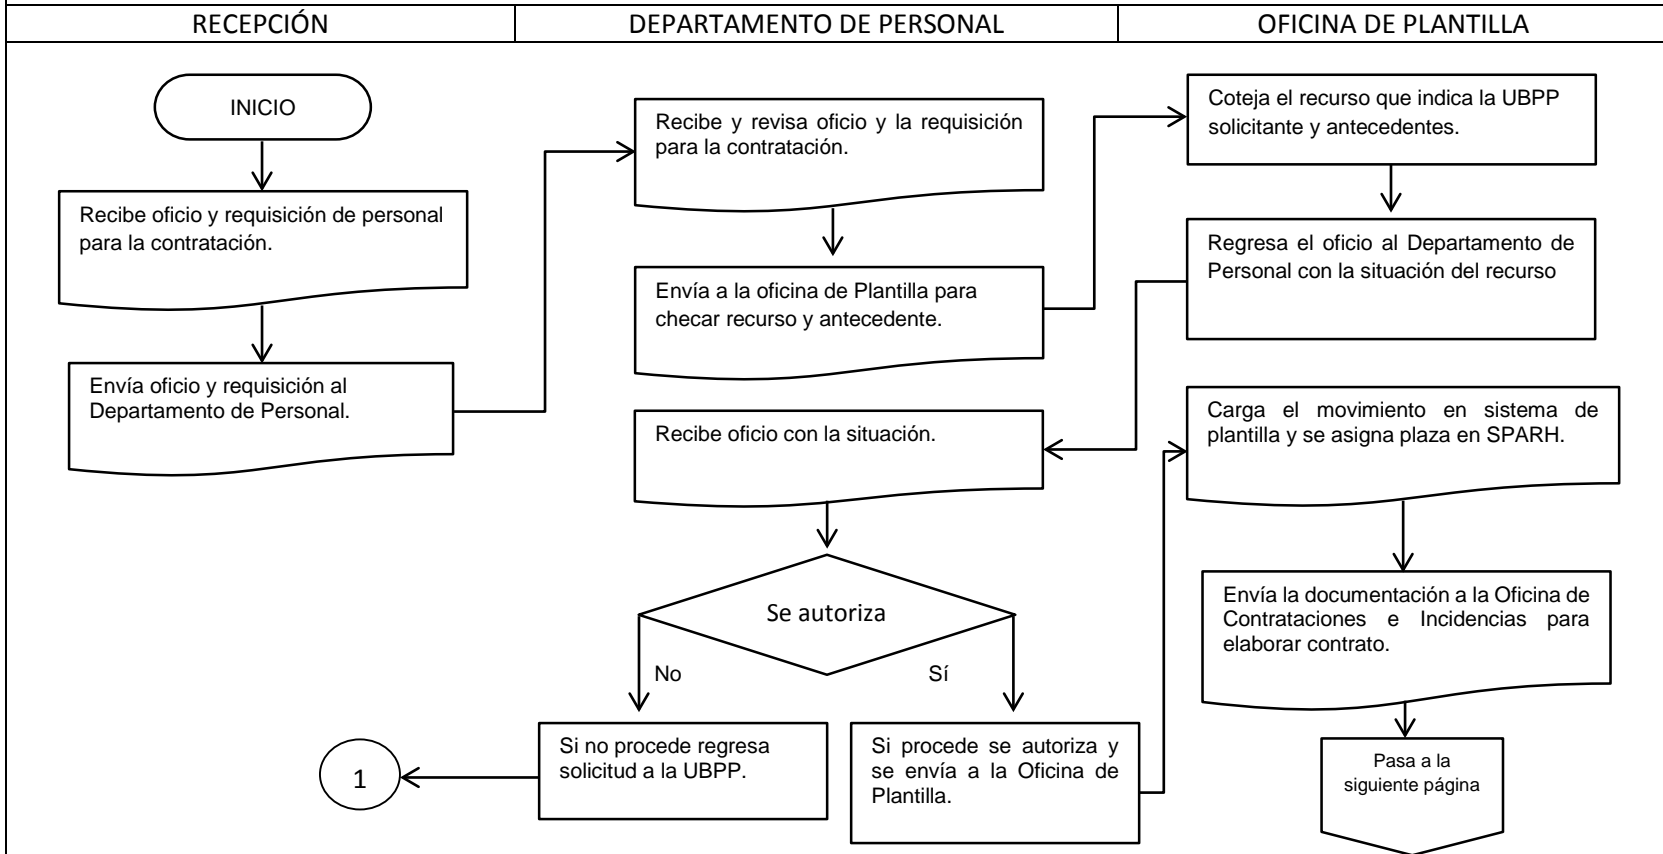 RECEPCIÓN
DEPARTAMENTO DE PERSONAL
OFICINA DE PLANTILLA
INICIO
Recibe oficio y requisición de personal
para la contratación.
Envía oficio y requisición al
Departamento de Personal.
Recibe y revisa oficio y la requisición
para la contratación.
Envía a la oficina de Plantilla para
checar recurso y antecedente.
Coteja el recurso que indica la UBPP
solicitante y antecedentes.
Regresa el oficio al Departamento de
Personal con la situación del recurso
Recibe oficio con la situación.
Se autoriza
No
Sí
Si no procede regresa
solicitud a la UBPP.
1
Si procede se autoriza y
se envía a la Oficina de
Plantilla.
Carga el movimiento en sistema de
plantilla y se asigna plaza en SPARH.
Envía la documentación a la Oficina de
Contrataciones e Incidencias para
elaborar contrato.
Pasa a la
siguiente página